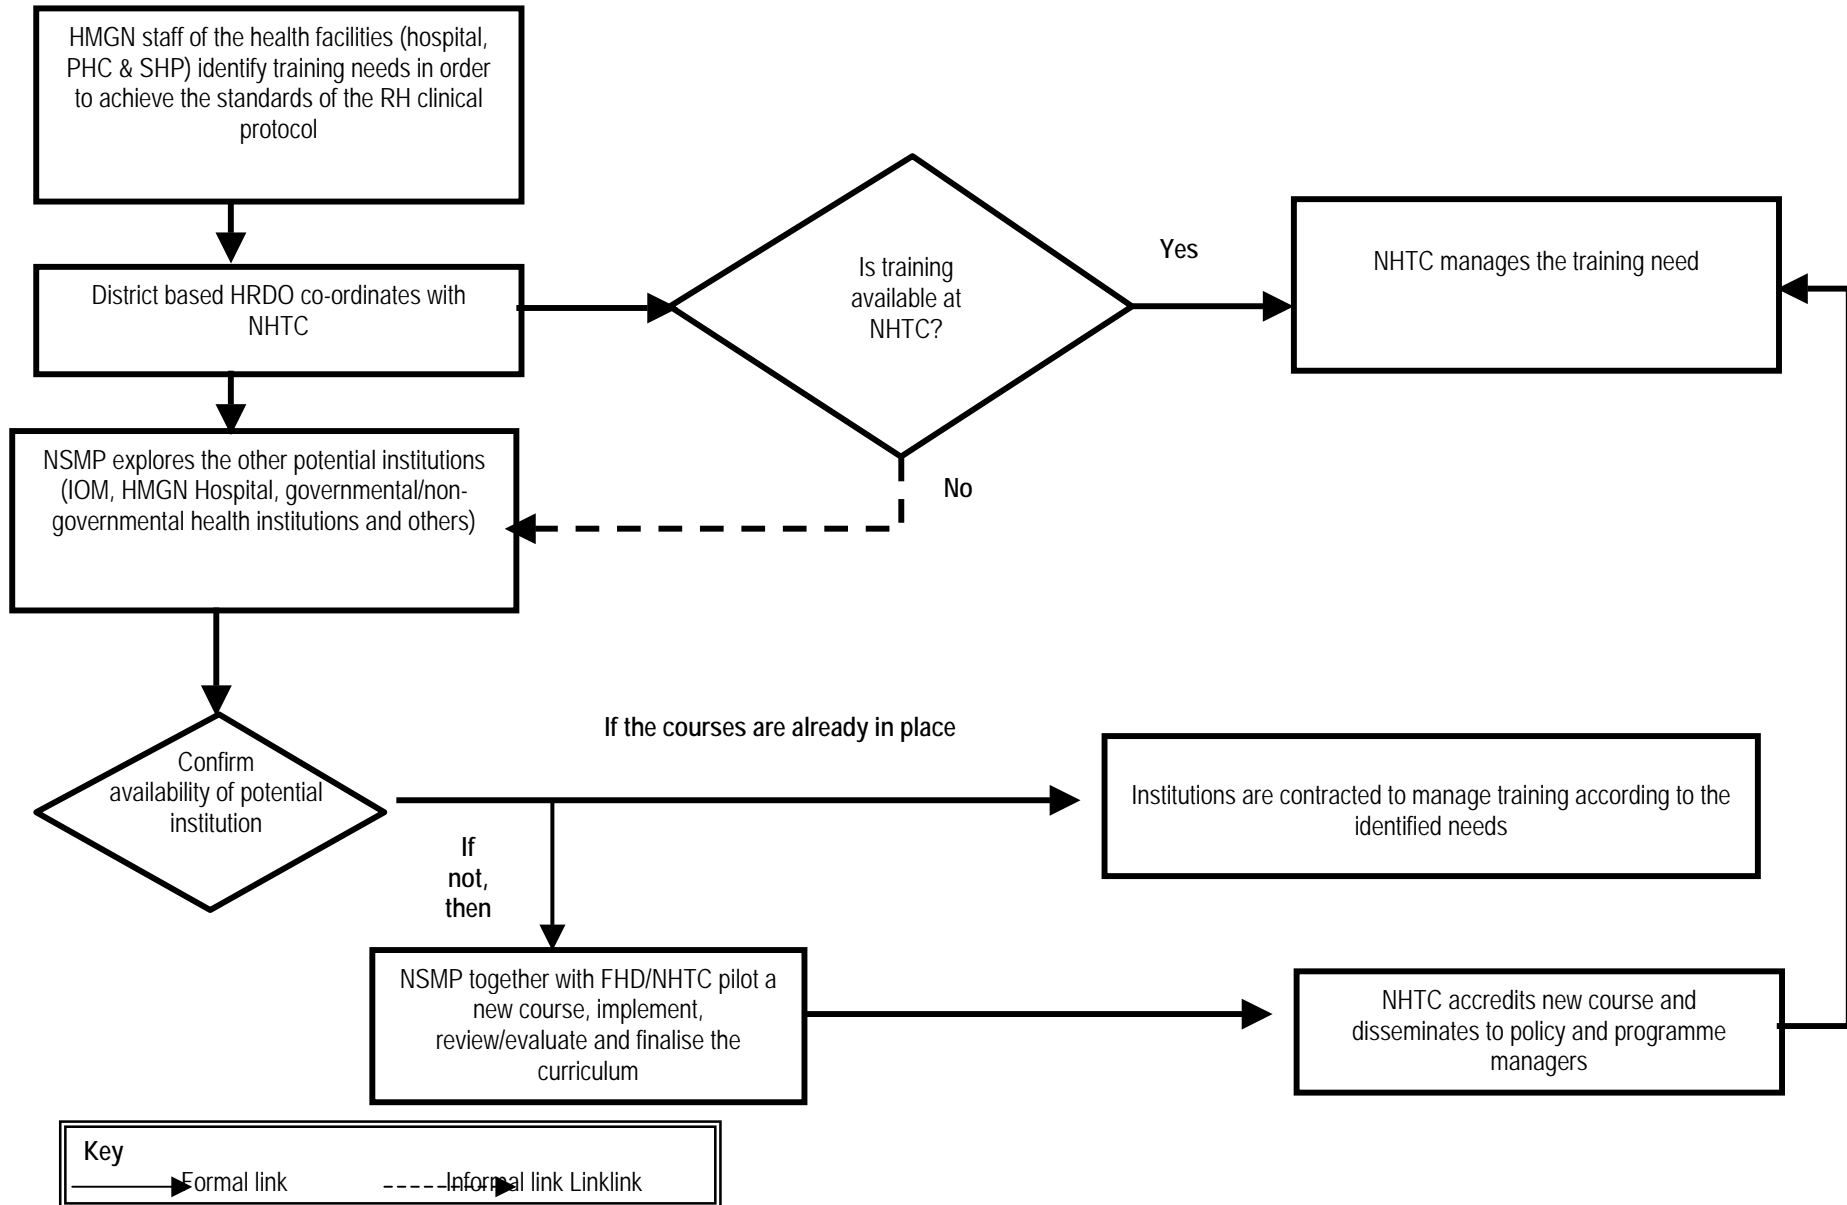 HMGN staff of the health facilities (hospital,
PHC & SHP) identify training needs in order
to achieve the standards of the RH clinical
protocol
District based HRDO co-ordinates with
NHTC
Is training
available at
NHTC?
Yes
NHTC manages the training need
No
NSMP explores the other potential institutions
(IOM, HMGN Hospital, governmental/non-
governmental health institutions and others)
Confirm
availability of potential
institution
If the courses are already in place
Institutions are contracted to manage training according to the
identified needs
If
not,
then
NSMP together with FHD/NHTC pilot a
new course, implement,
review/evaluate and finalise the
curriculum
NHTC accredits new course and
disseminates to policy and programme
managers
Key
Formal link
Informal link Linklink